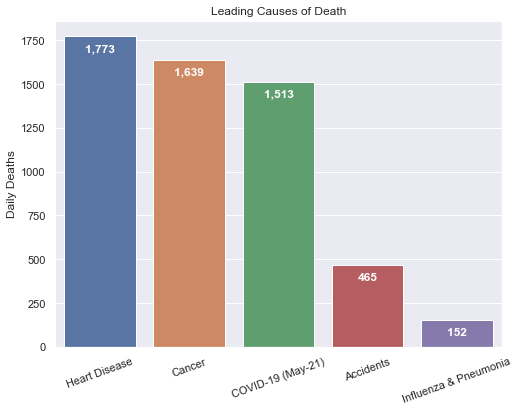 Leading Causes of Death
Daily Deaths
1750
1500
1250
1000
750
500
250
0
1,773
1,639
1,513
465
152
Heart Disease
Cancer
COVID-19 (May-21)
Accidents
Influenza & Pneumonia